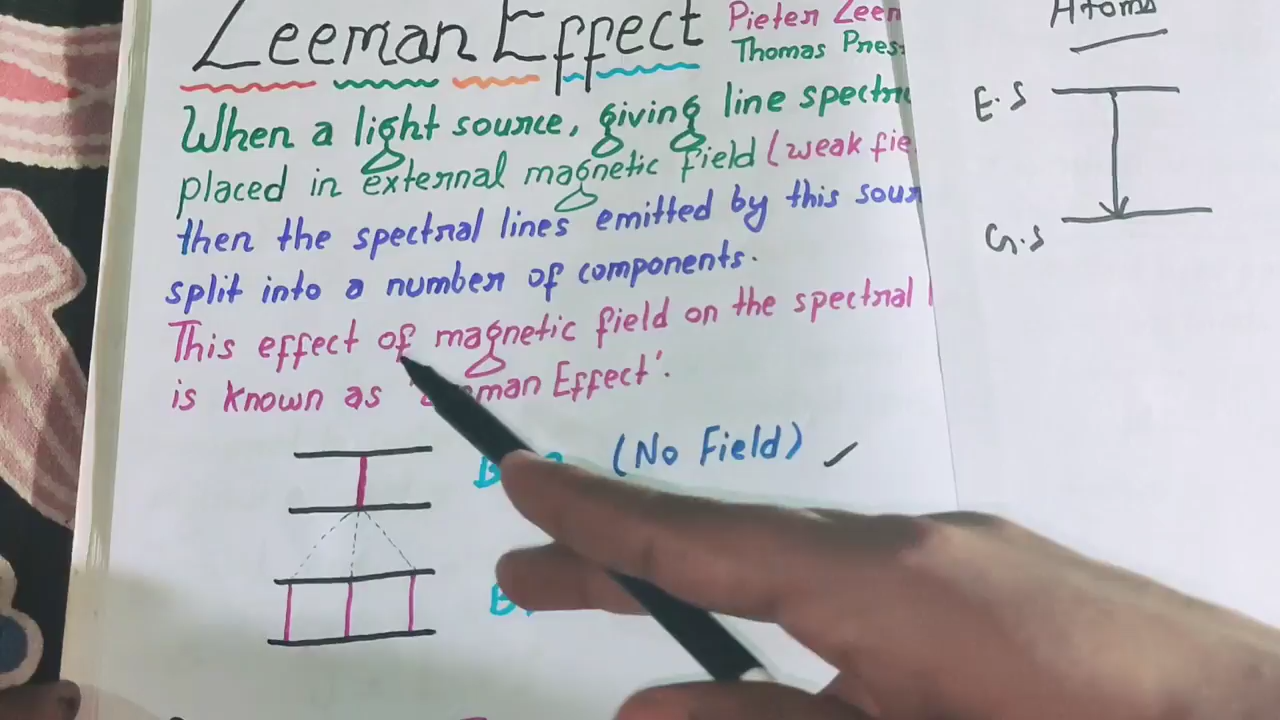 Zeeman Effect
Pieter Zeem
Thomas Pres
When a light source, giving line spectru
placed in external magnetic field (weak fie
then the spectral lines emitted by this sour
split into a number of components.
This effect of magnetic field on the spectral l
is known as eman Effect'.
(No Field) ✓
Atoms
E.S
G.S